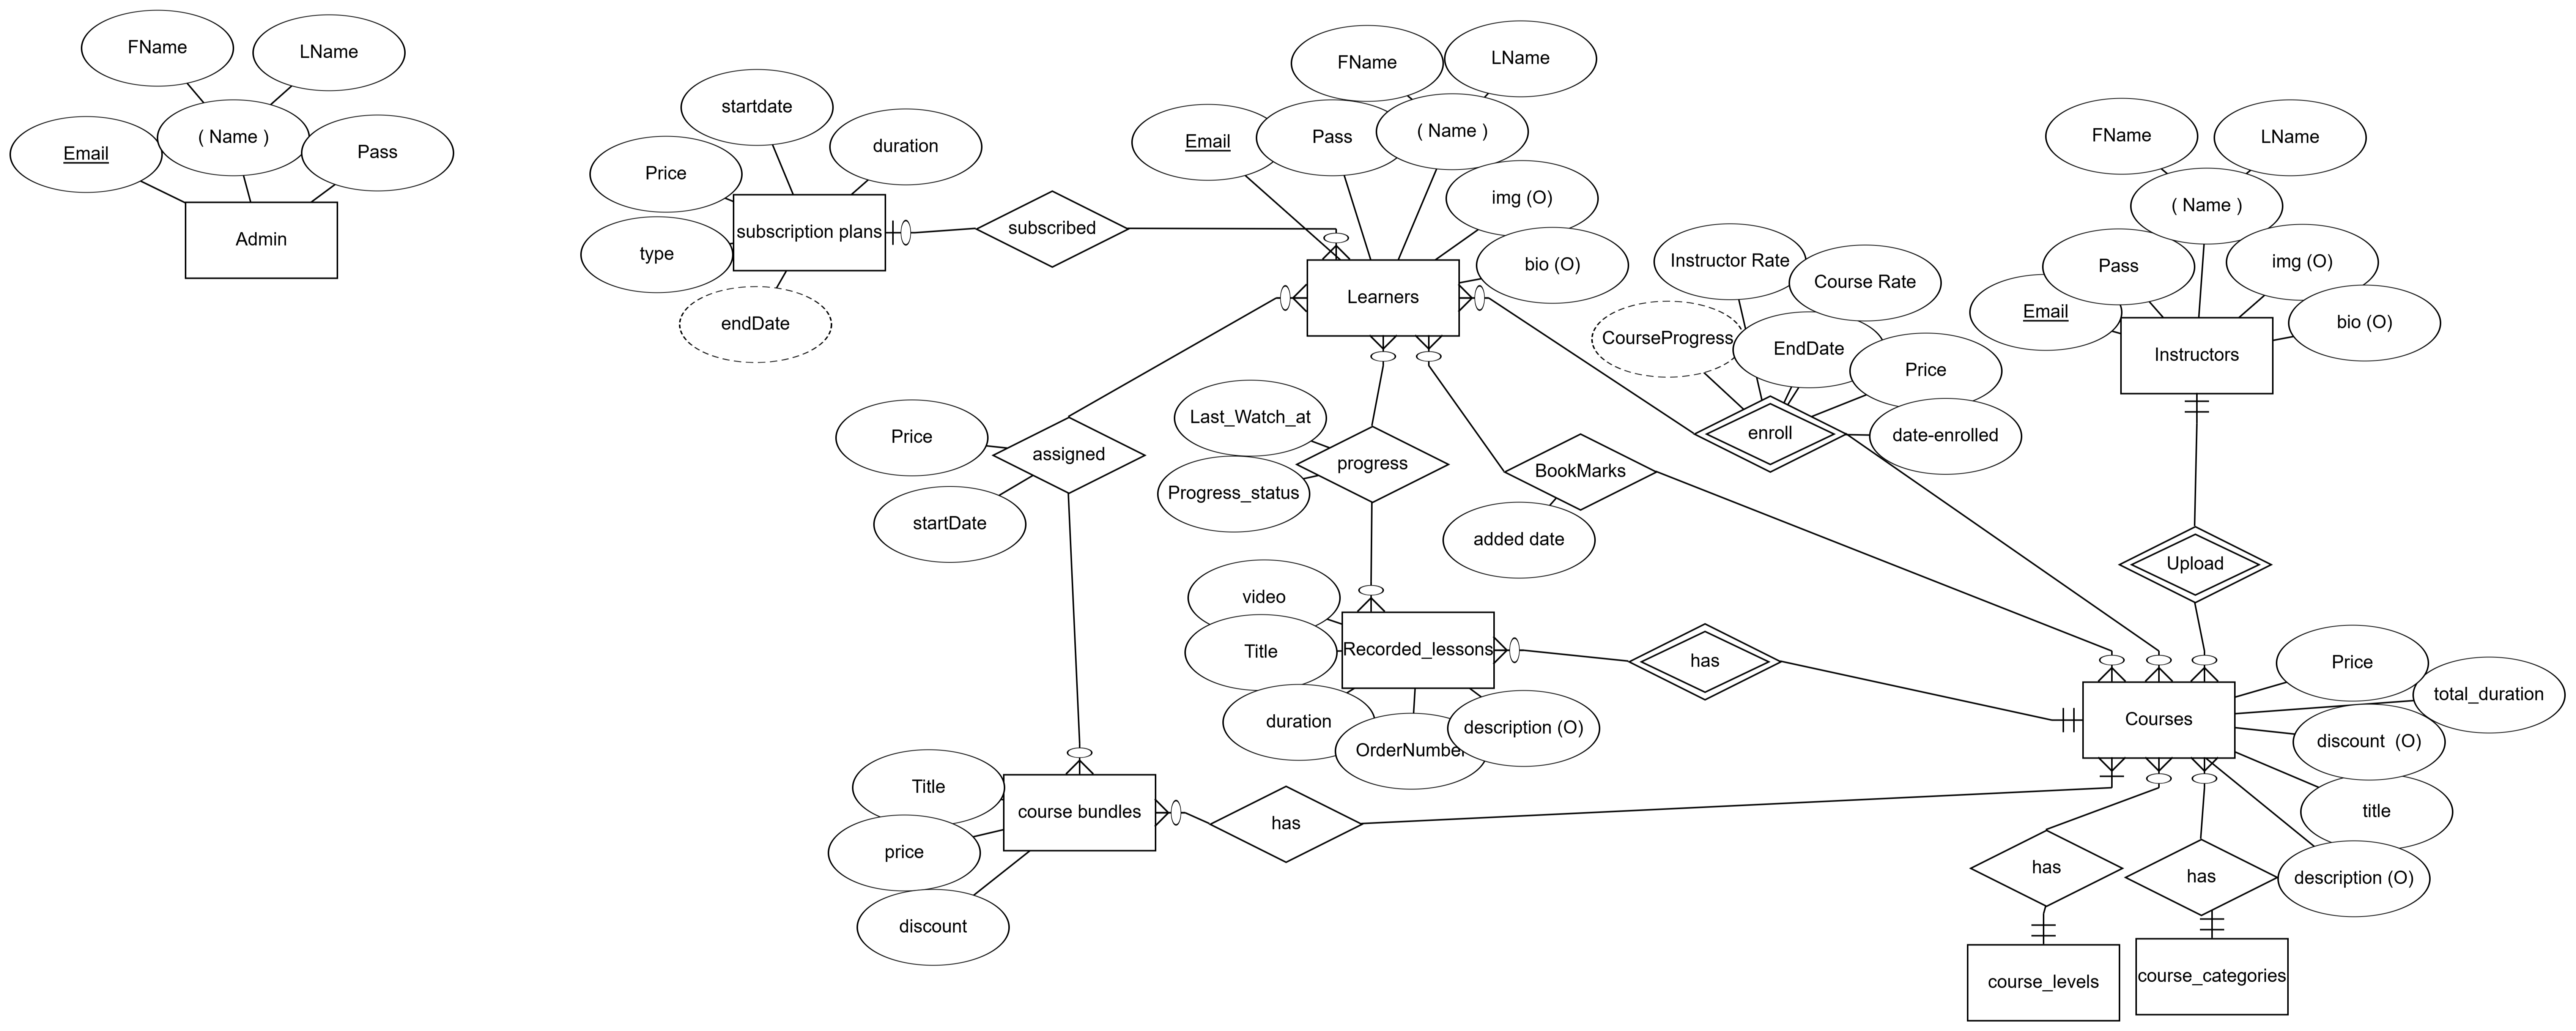 FName
LName
( Name )
Email
Pass
Admin
startdate
duration
Price
subscription plans
type
endDate
subscribed
FName
LName
Email
Pass
( Name )
img (O)
bio (O)
Learners
Instructor Rate
Course Rate
CourseProgress
EndDate
Price
date-enrolled
enroll
FName
LName
( Name )
Pass
img (O)
Email
bio (O)
Instructors
Price
assigned
startDate
Last_Watch_at
progress
Progress_status
BookMarks
added date
Upload
video
Title
Recorded_lessons
duration
OrderNumber
description (O)
has
Price
total_duration
Courses
discount (O)
title
description (O)
Title
course bundles
price
discount
has
has
has
course_levels
course_categories